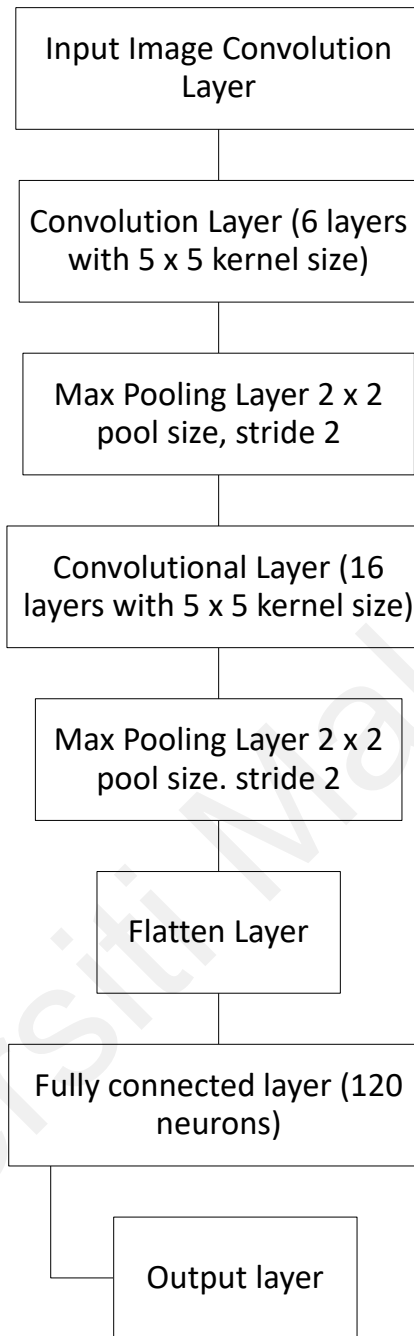 Input Image Convolution
Layer
Convolution Layer (6 layers
with 5 x 5 kernel size)
Max Pooling Layer 2 x 2
pool size, stride 2
Convolutional Layer (16
layers with 5 x 5 kernel size)
Max Pooling Layer 2 x 2
pool size. stride 2
Flatten Layer
Fully connected layer (120
neurons)
Output layer